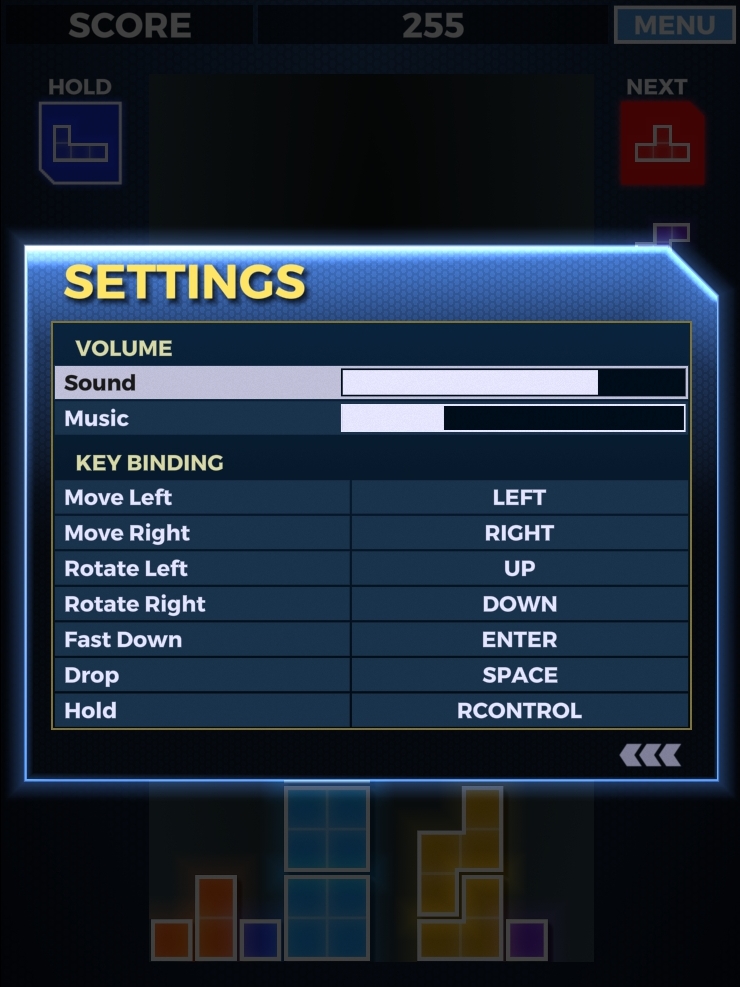 SCORE 255 MENU
HOLD NEXT
SETTINGS
VOLUME
Sound
Music
KEY BINDING
Move Left LEFT
Move Right RIGHT
Rotate Left UP
Rotate Right DOWN
Fast Down ENTER
Drop SPACE
Hold RCONTROL